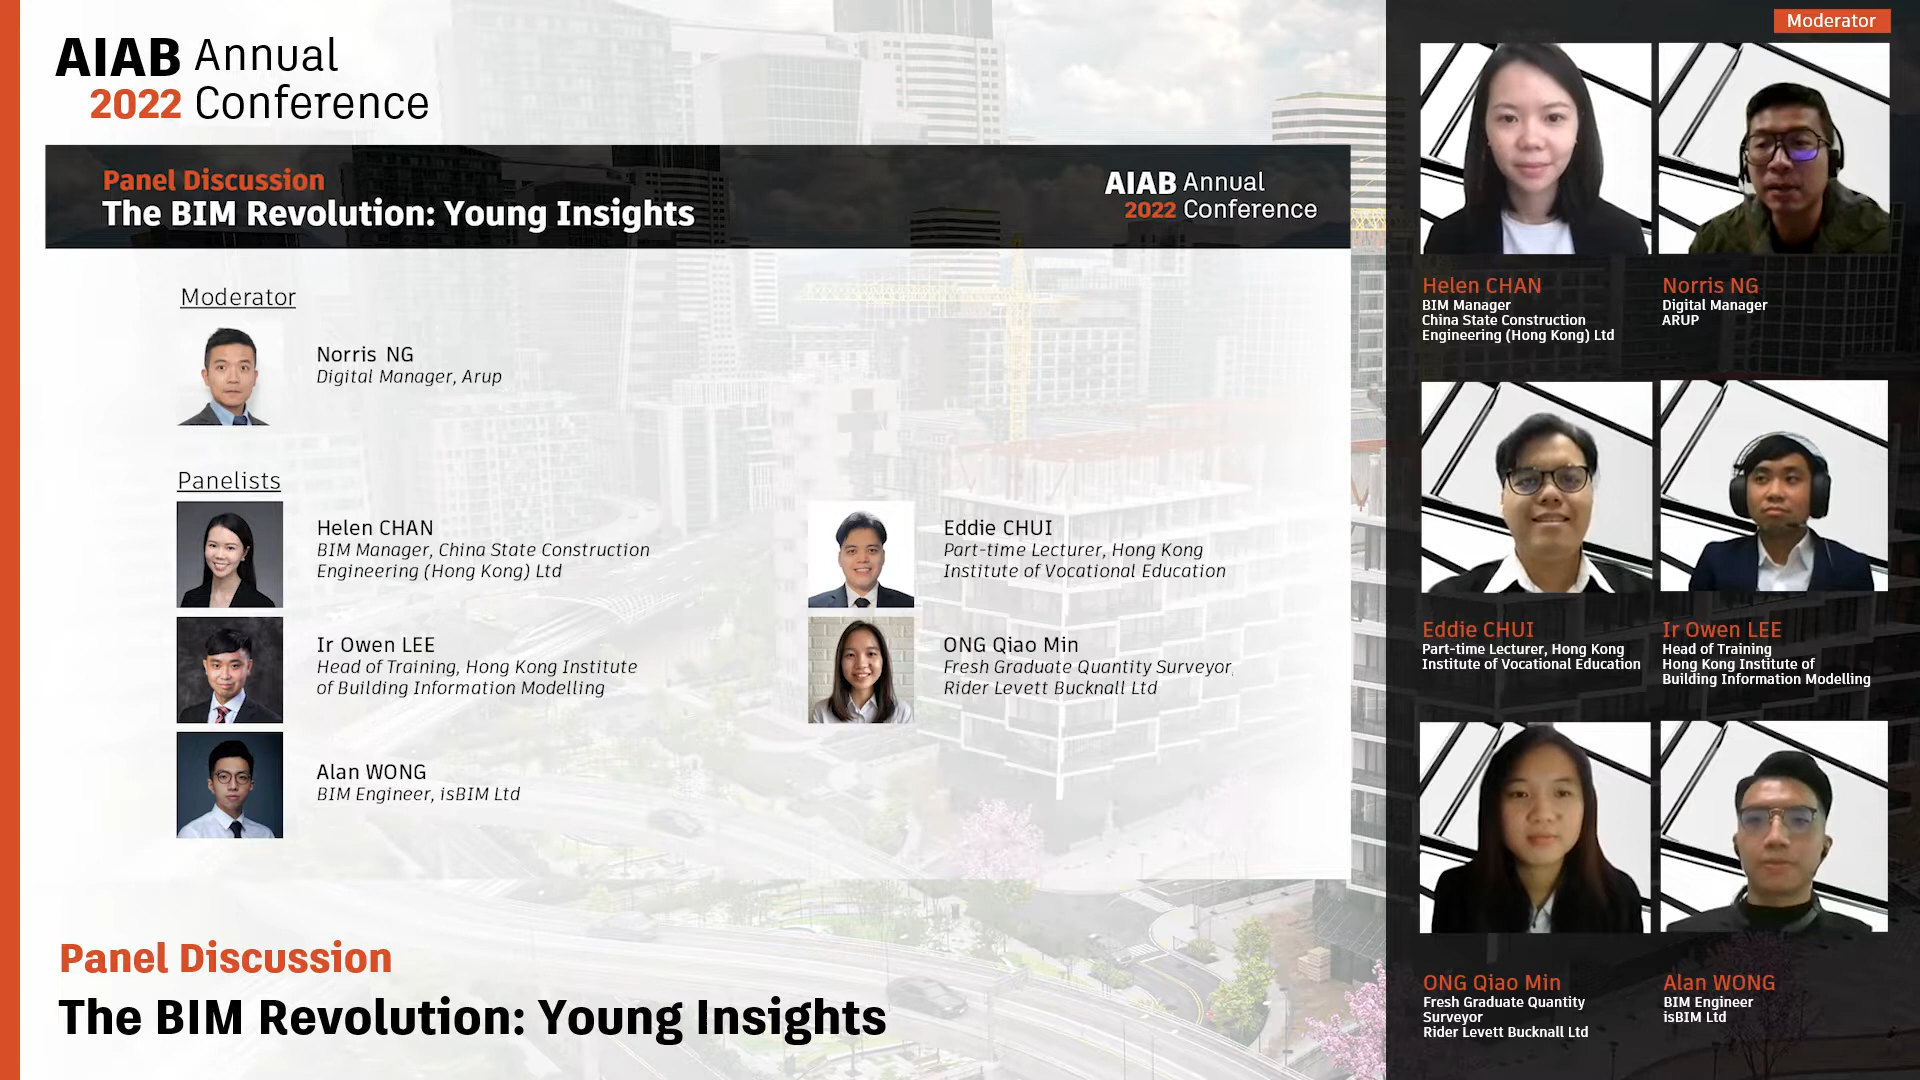 AIAB Annual
2022 Conference
Panel Discussion
The BIM Revolution: Young Insights
AIAB Annual
2022 Conference
Moderator
Norris NG
Digital Manager, Arup
Panelists
Helen CHAN
BIM Manager, China State Construction
Engineering (Hong Kong) Ltd
Ir Owen LEE
Head of Training, Hong Kong Institute
of Building Information Modelling
Alan WONG
BIM Engineer, isBIM Ltd
Eddie CHUI
Part-time Lecturer, Hong Kong
Institute of Vocational Education
ONG Qiao Min
Fresh Graduate Quantity Surveyor,
Rider Levett Bucknall Ltd
Panel Discussion
The BIM Revolution: Young Insights
Moderator
Helen CHAN
BIM Manager
China State Construction
Engineering (Hong Kong) Ltd
Norris NG
Digital Manager
ARUP
Eddie CHUI
Part-time Lecturer, Hong Kong
Institute of Vocational Education
Ir Owen LEE
Head of Training
Hong Kong Institute of
Building Information Modelling
ONG Qiao Min
Fresh Graduate Quantity
Surveyor
Rider Levett Bucknall Ltd
Alan WONG
BIM Engineer
isBIM Ltd